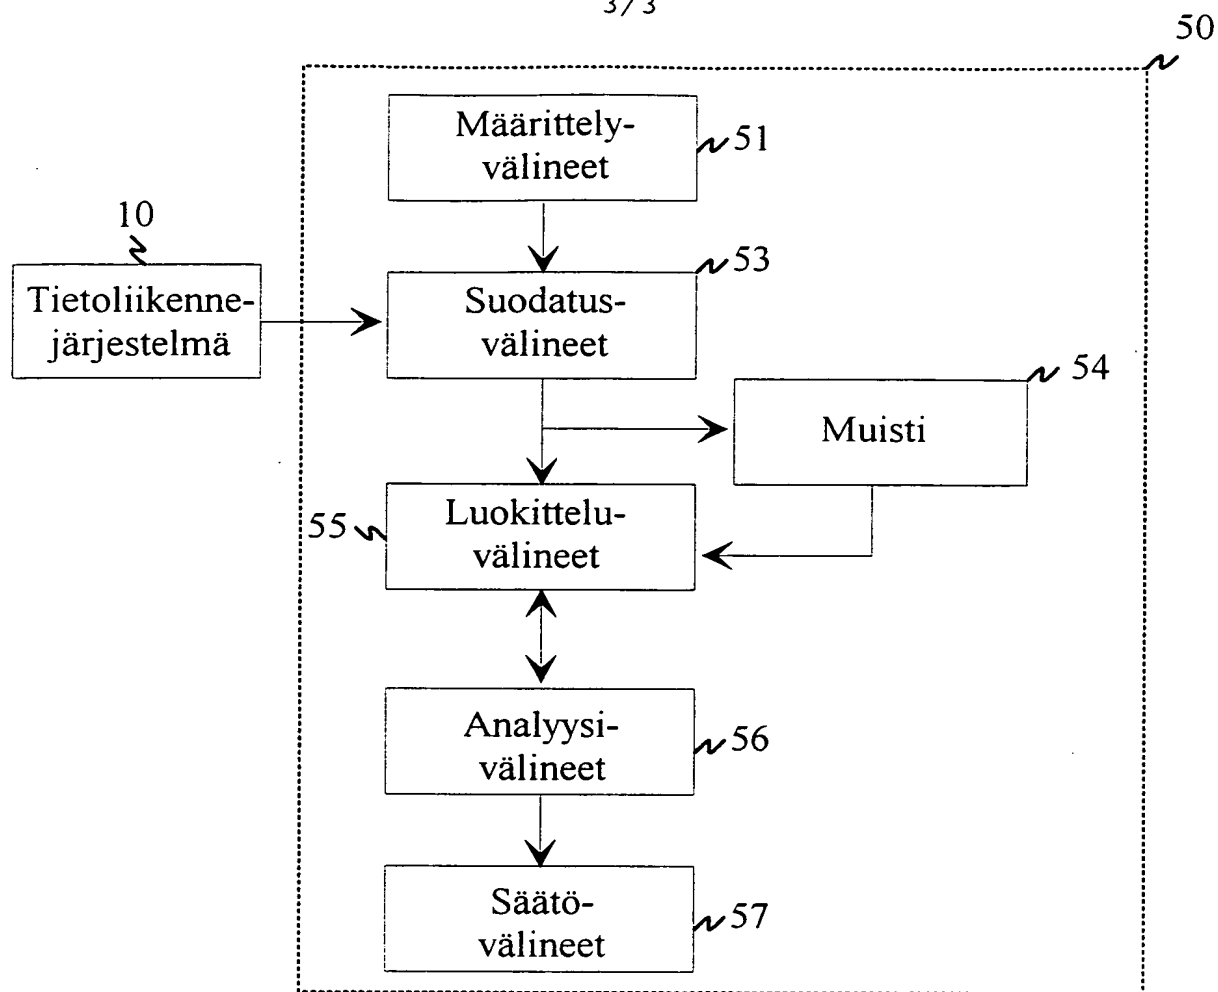 3/3
50
Määrittely-
välineet
51
10
53
Tietoliikenne-
järjestelmä
Suodatus-
välineet
54
Muisti
55
Luokittelu-
välineet
Analyysi-
välineet
56
Säätö-
välineet
57